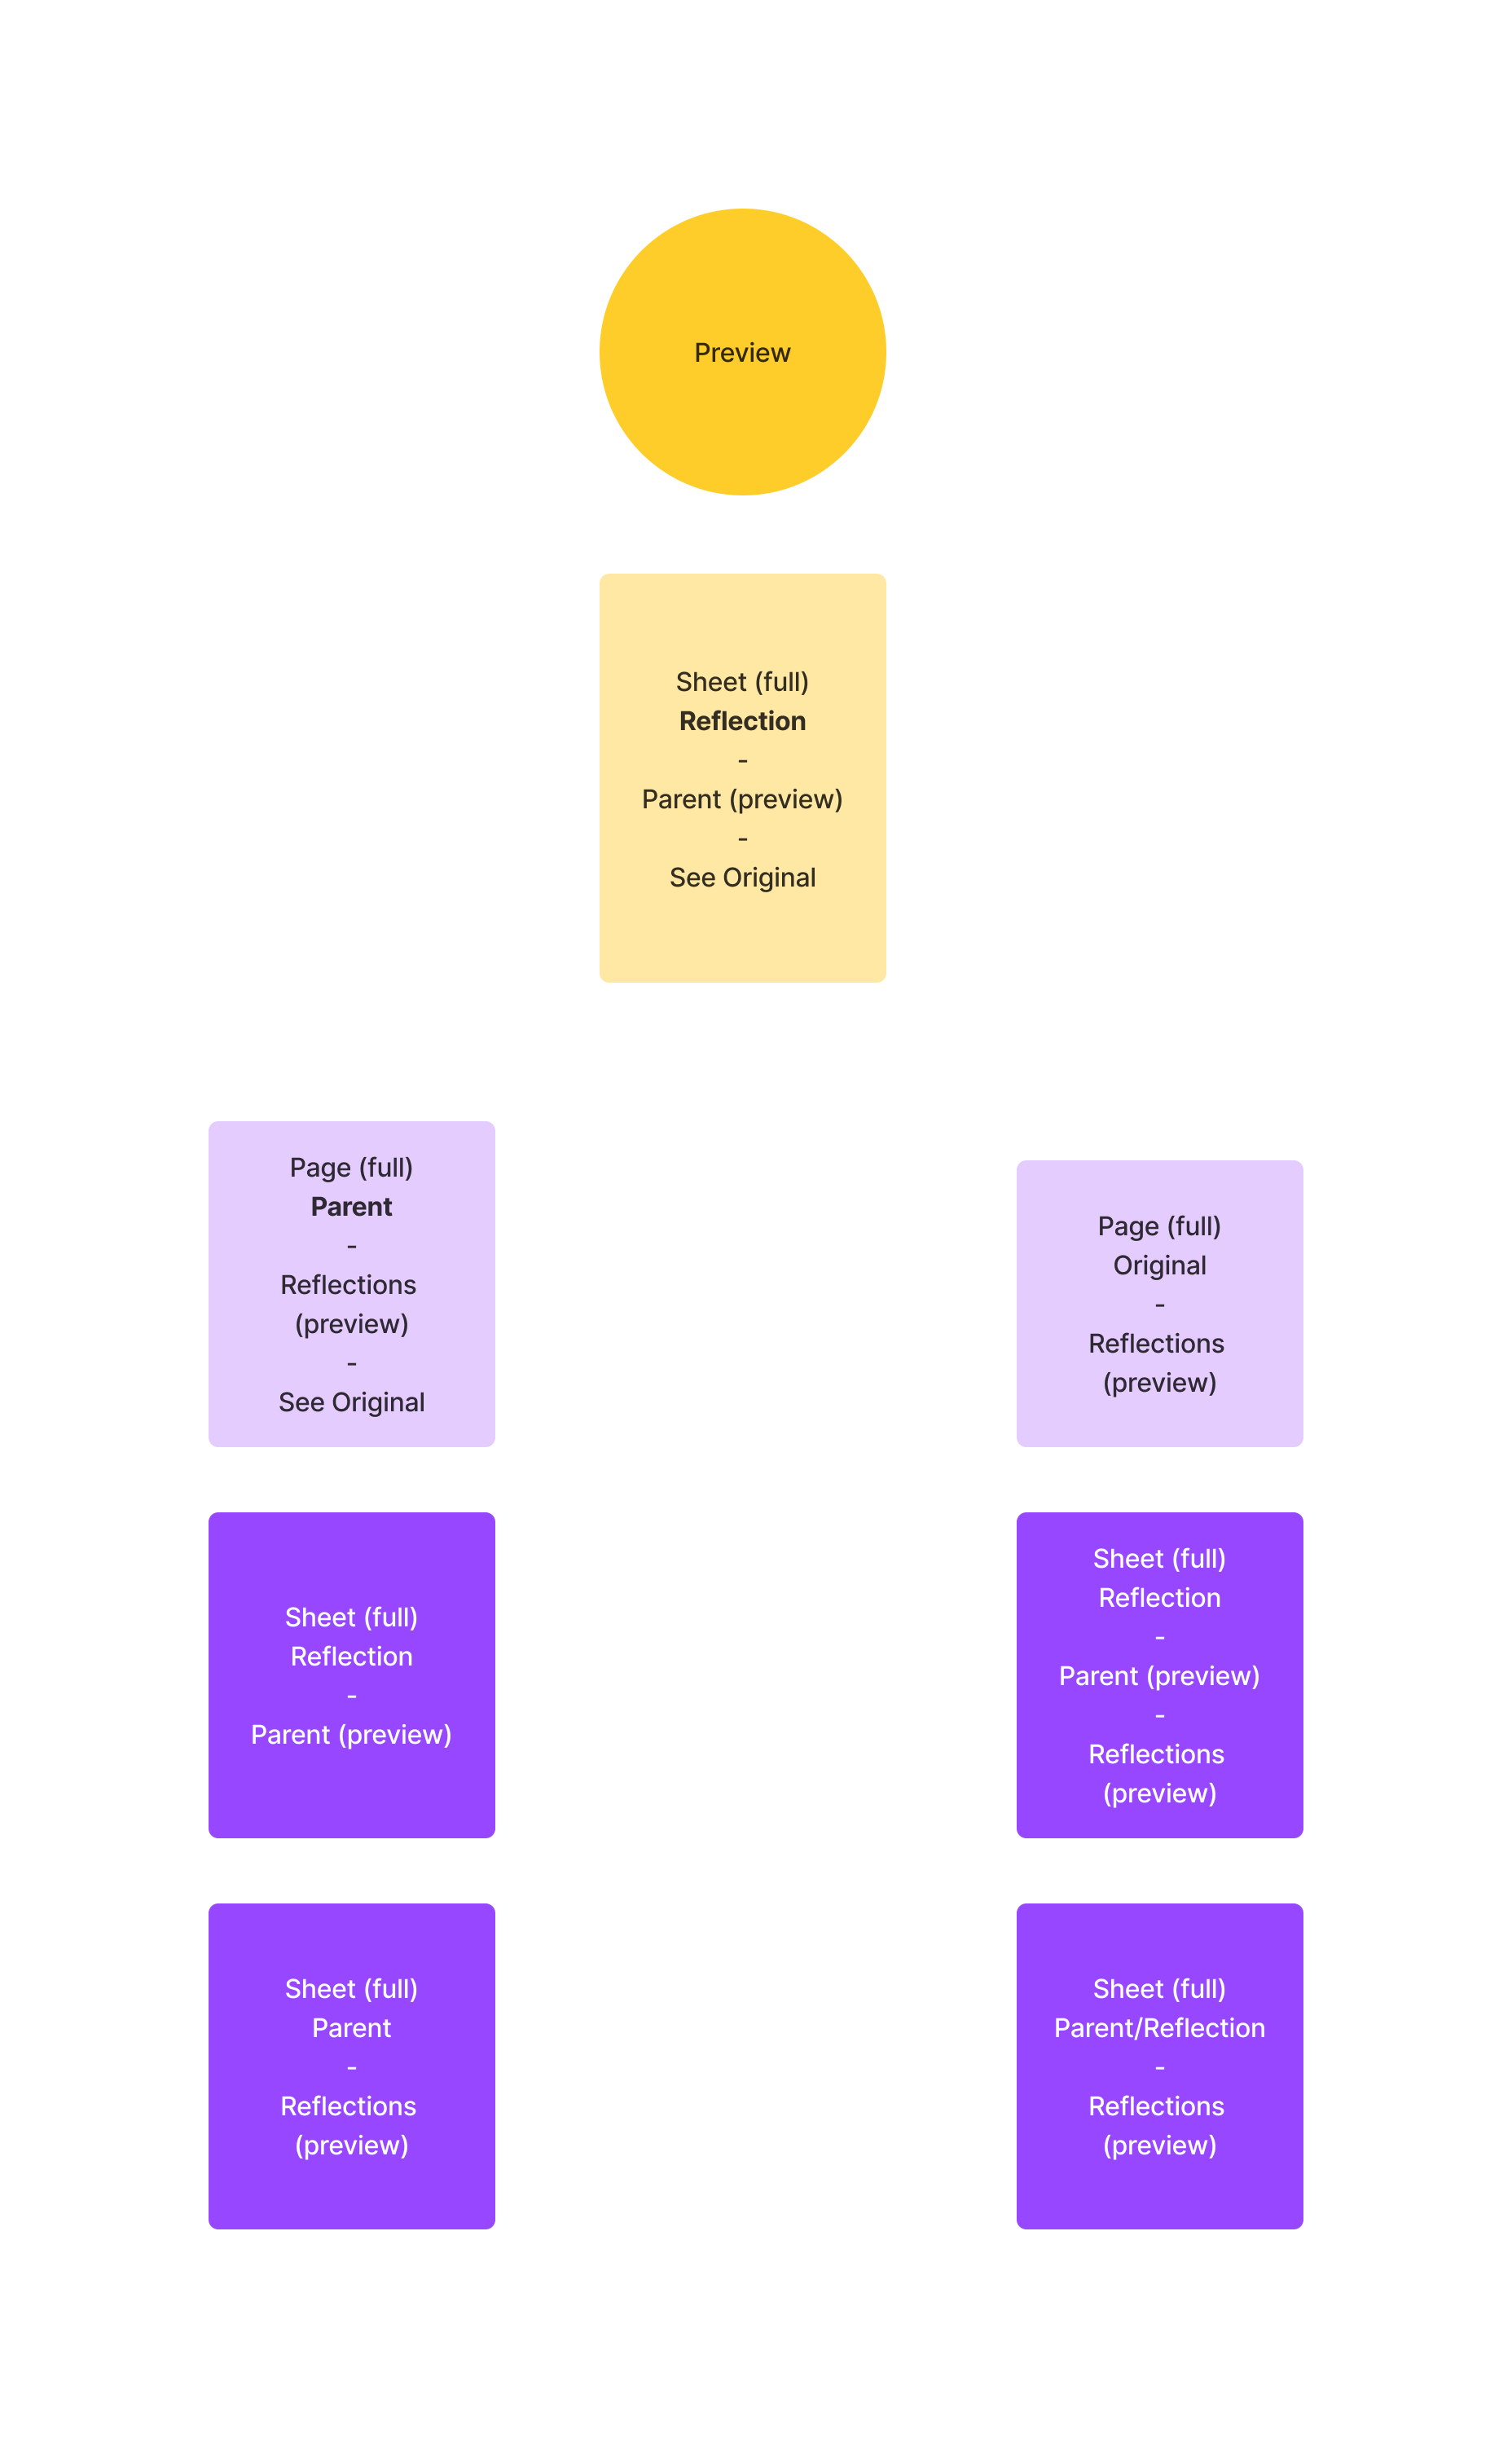 Preview
Sheet (full)
Reflection
-
Parent (preview)
-
See Original
Page (full)
Parent
-
Reflections
(preview)
-
See Original
Page (full)
Original
-
Reflections
(preview)
Sheet (full)
Reflection
-
Parent (preview)
Sheet (full)
Reflection
-
Parent (preview)
-
Reflections
(preview)
Sheet (full)
Parent
-
Reflections
(preview)
Sheet (full)
Parent/Reflection
-
Reflections
(preview)